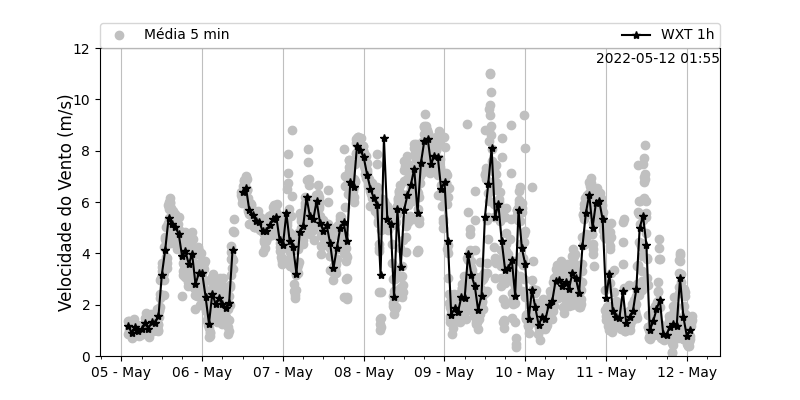 Média 5 min
WXT 1h
2022-05-12 01:55
Velocidade do Vento (m/s)
12
10
8
6
4
2
0
05 - May
06 - May
07 - May
08 - May
09 - May
10 - May
11 - May
12 - May